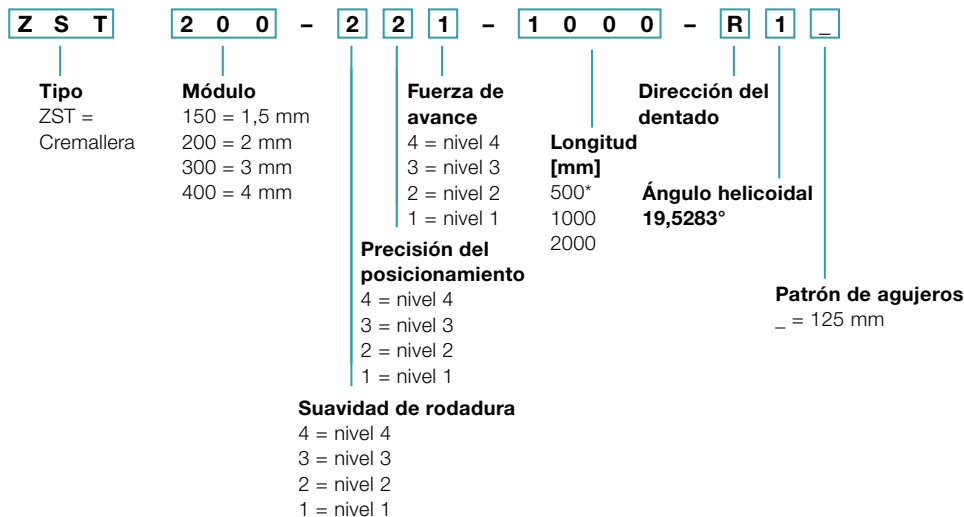 Z S T 2 0 0 – 2 2 1 – 1 0 0 0 – R 1 _
Tipo
ZST =
Cremallera
Módulo
150 = 1,5 mm
200 = 2 mm
300 = 3 mm
400 = 4 mm
Fuerza de
avance
4 = nivel 4
3 = nivel 3
2 = nivel 2
1 = nivel 1
Precisión del
posicionamiento
4 = nivel 4
3 = nivel 3
2 = nivel 2
1 = nivel 1
Suavidad de rodadura
4 = nivel 4
3 = nivel 3
2 = nivel 2
1 = nivel 1
Longitud
[mm]
500*
1000
2000
Dirección del
dentado
Ángulo helicoidal
19,5283°
Patrón de agujeros
_ = 125 mm